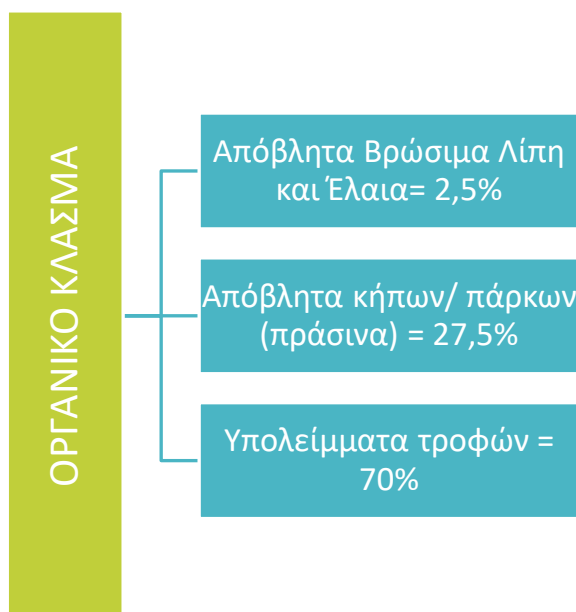 ΟΡΓΑΝΙΚΟ ΚΛΑΣΜΑ
Απόβλητα Βρώσιμα Λίπη
και Έλαια= 2,5%
Απόβλητα κήπων/ πάρκων
(πράσινα) = 27,5%
Υπολείμματα τροφών =
70%